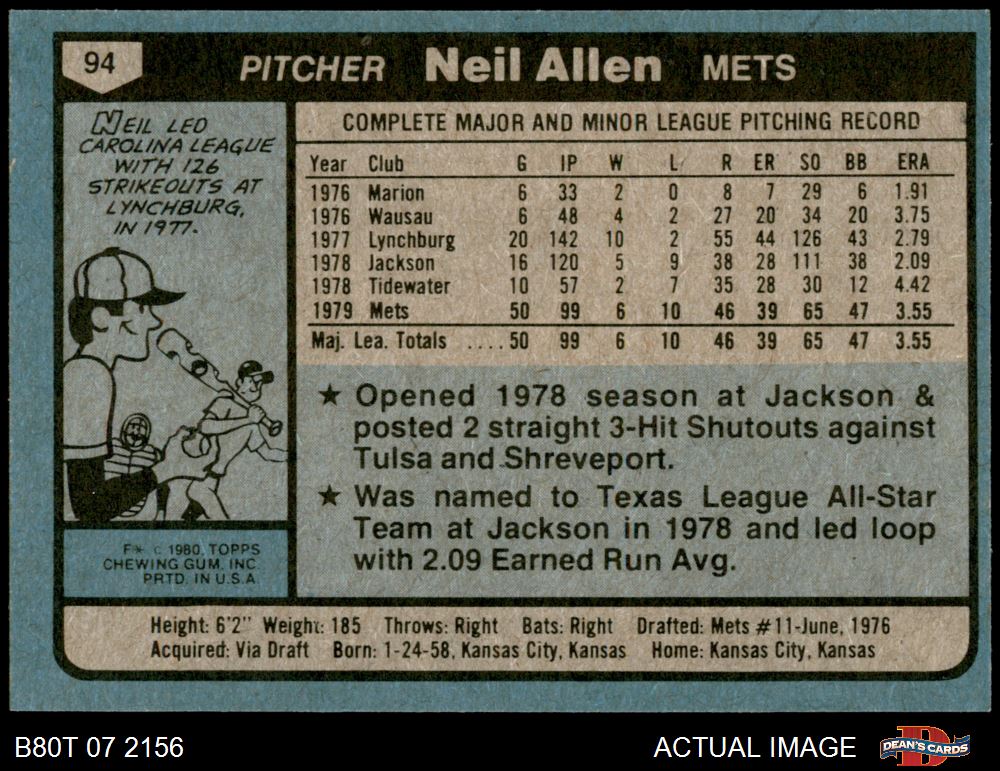 94
PITCHER Neil Allen METS
NEIL LED
CAROLINA LEAGUE
WITH 126
STRIKEOUTS AT
LYNCHBURG,
IN 1977.
COMPLETE MAJOR AND MINOR LEAGUE PITCHING RECORD
Year Club G IP W L R ER SO BB ERA
1976 Marion 6 33 2 0 8 7 29 6 1.91
1976 Wausau 6 48 4 2 27 20 34 20 3.75
1977 Lynchburg 20 142 10 2 55 44 126 43 2.79
1978 Jackson 16 120 5 9 38 28 111 38 2.09
1978 Tidewater 10 57 2 7 35 28 30 12 4.42
1979 Mets 50 99 6 10 46 39 65 47 3.55
Maj. Lea. Totals ....50 99 6 10 46 39 65 47 3.55
★ Opened 1978 season at Jackson &
posted 2 straight 3-Hit Shutouts against
Tulsa and Shreveport.
★ Was named to Texas League All-Star
Team at Jackson in 1978 and led loop
with 2.09 Earned Run Avg.
F* © 1980 TOPPS
CHEWING GUM, INC.
PRTD. IN U.S.A
Height: 6'2" Weight: 185 Throws: Right Bats: Right Drafted: Mets #11-June, 1976
Acquired: Via Draft Born: 1-24-58, Kansas City, Kansas Home: Kansas City, Kansas
B80T 07 2156
ACTUAL IMAGE
DEAN'S CARDS